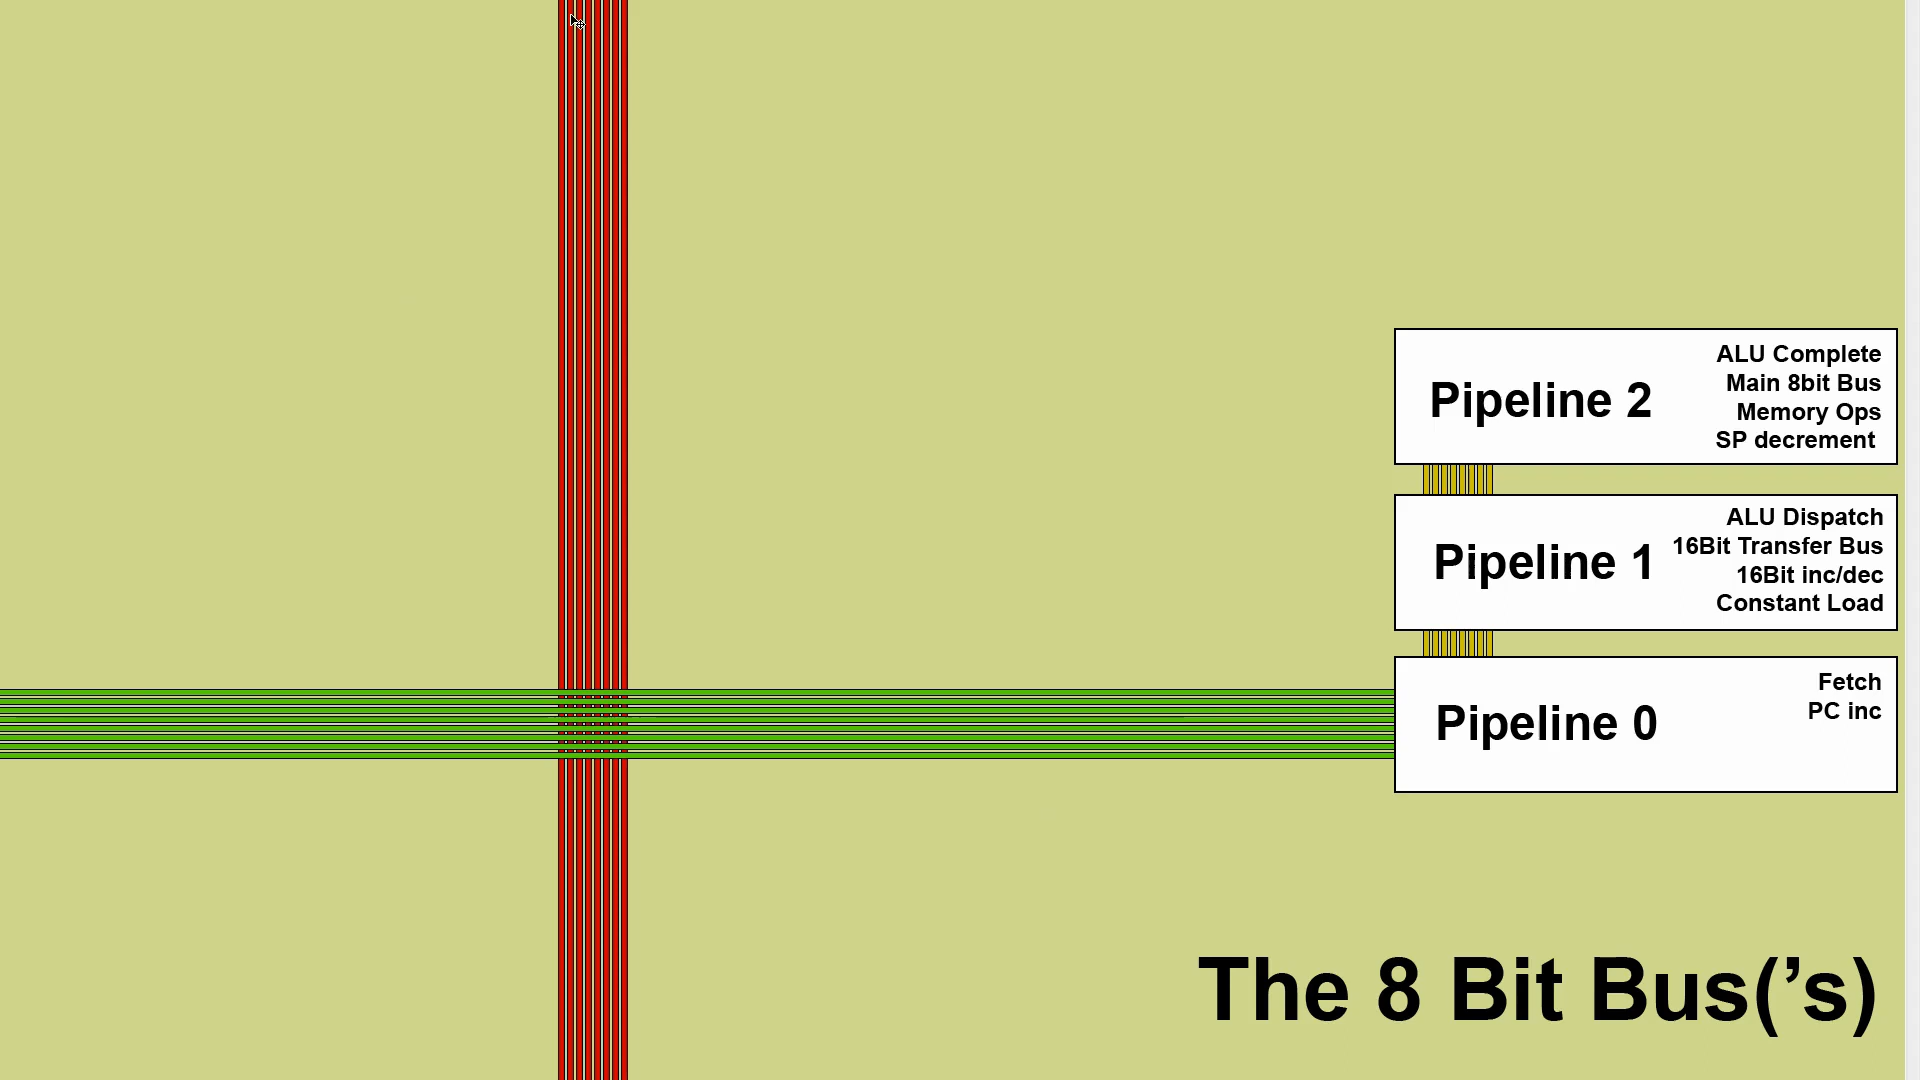 Pipeline 2
ALU Complete
Main 8bit Bus
Memory Ops
SP decrement
Pipeline 1
ALU Dispatch
16Bit Transfer Bus
16Bit inc/dec
Constant Load
Pipeline 0
Fetch
PC inc
The 8 Bit Bus(’s)